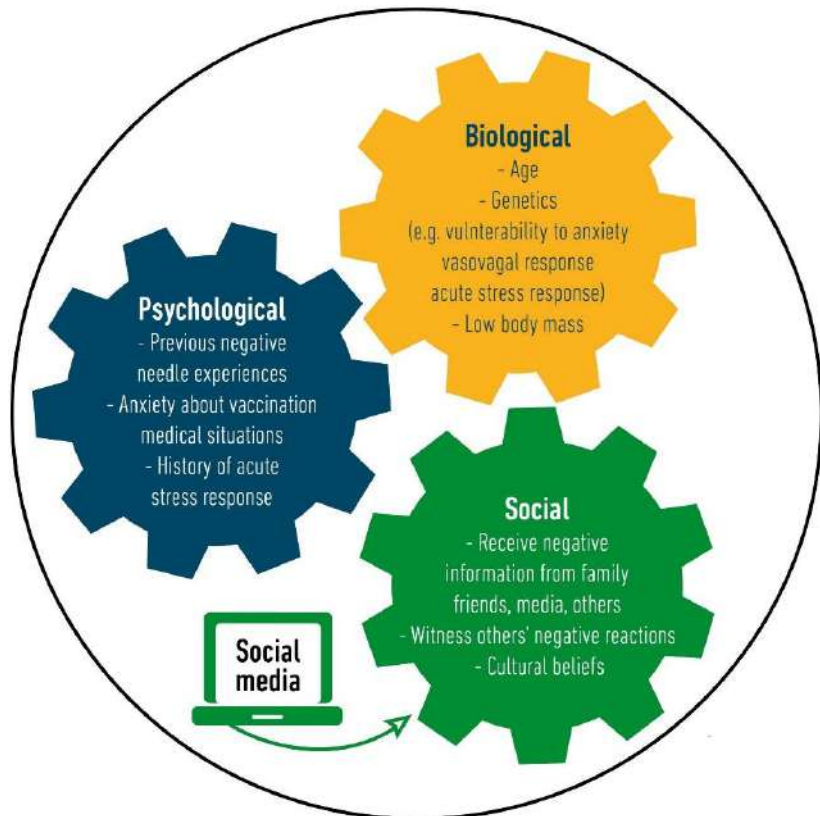 Biological
- Age
- Genetics
(e.g. vulnterability to anxiety
vasovagal response
acute stress response)
- Low body mass
Psychological
- Previous negative
needle experiences
- Anxiety about vaccination
medical situations
- History of acute
stress response
Social
- Receive negative
information from family
friends, media, others
- Witness others' negative reactions
- Cultural beliefs
Social
media